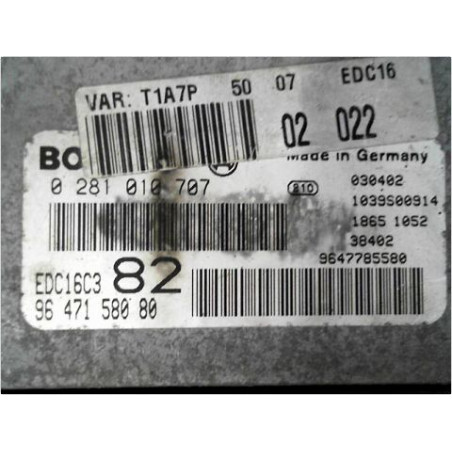 VAR: T1A7P 50 07 EDC16
02 022
BO
Made in Germany
0 281 010 707
210
030402
1039S00914
1865 1052
38402
9647785580
EDC16C3 82
96 471 580 80